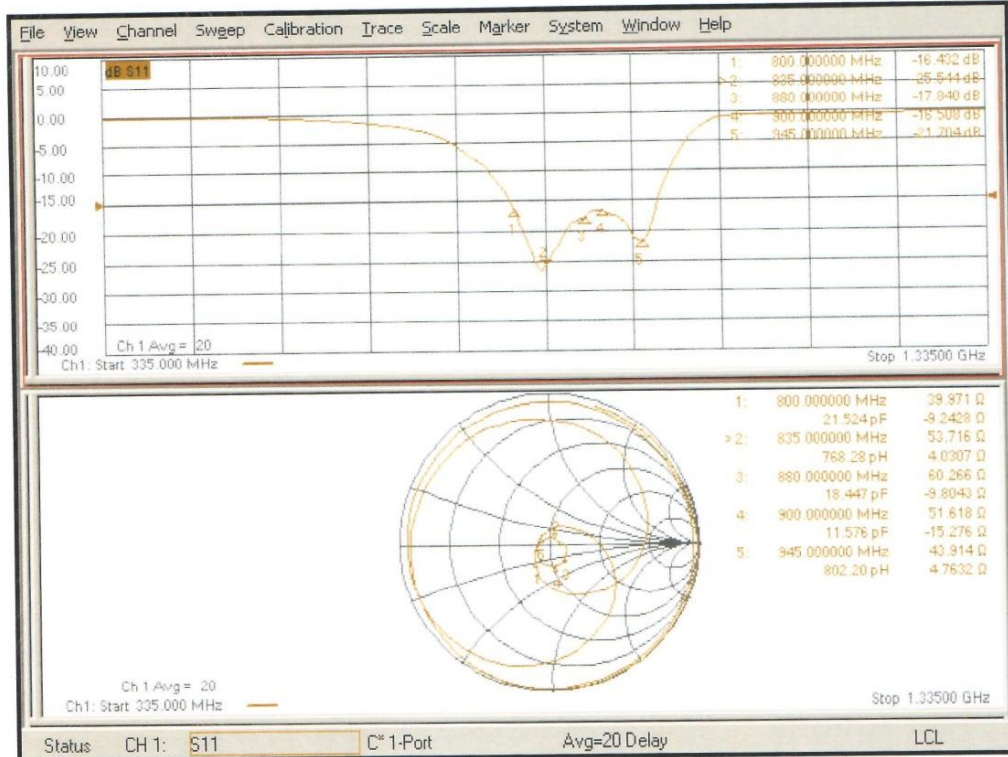 File View Channel Sweep Calibration Trace Scale Marker System Window Help
10.00
5.00
0.00
-5.00
-10.00
-15.00
-20.00
-25.00
-30.00
-35.00
-40.00
dB S11
1: 800.000000 MHz -16.432 dB
>2: 835.000000 MHz -25.544 dB
3: 880.000000 MHz -17.840 dB
4: 900.000000 MHz -16.508 dB
5: 945.000000 MHz -21.704 dB
1
2
3
4
5
Ch 1 Avg = 20
Ch1: Start 335.000 MHz
Stop 1.33500 GHz
1: 800.000000 MHz 39.971 Ω
21.524 pF -9.2428 Ω
>2: 835.000000 MHz 53.716 Ω
768.28 pH 4.0307 Ω
3: 880.000000 MHz 60.266 Ω
18.447 pF -9.8043 Ω
4: 900.000000 MHz 51.618 Ω
11.576 pF -15.276 Ω
5: 945.000000 MHz 43.914 Ω
802.20 pH 4.7632 Ω
Ch 1 Avg = 20
Ch1: Start 335.000 MHz
Stop 1.33500 GHz
Status CH 1: S11 C* 1-Port Avg=20 Delay LCL